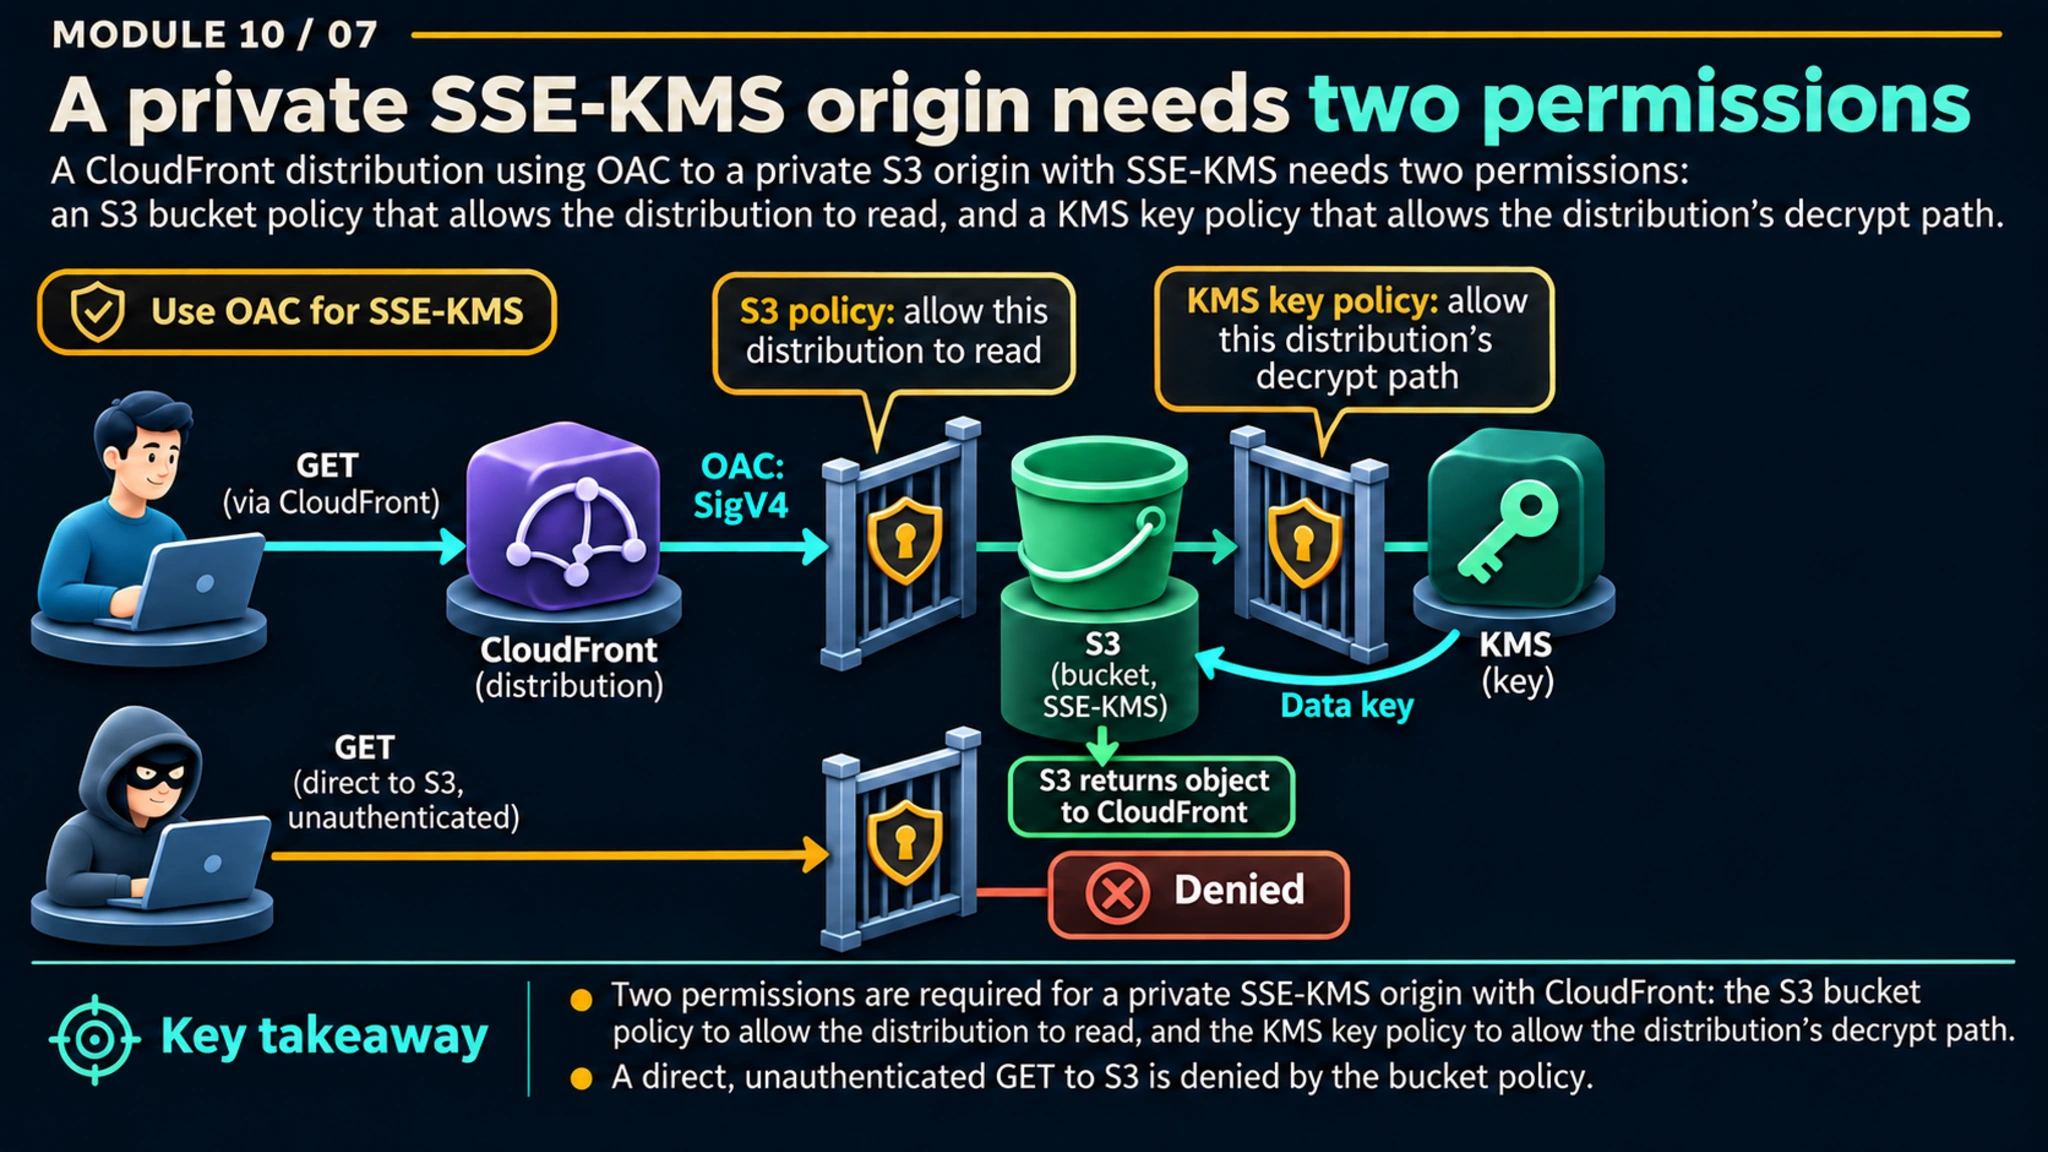 MODULE 10 / 07
A private SSE-KMS origin needs two permissions
A CloudFront distribution using OAC to a private S3 origin with SSE-KMS needs two permissions:
an S3 bucket policy that allows the distribution to read, and a KMS key policy that allows the distribution's decrypt path.
Use OAC for SSE-KMS
S3 policy: allow this
distribution to read
KMS key policy: allow
this distribution's
decrypt path
GET
(via CloudFront)
OAC:
SigV4
CloudFront
(distribution)
S3
(bucket,
SSE-KMS)
KMS
(key)
Data key
S3 returns object
to CloudFront
GET
(direct to S3,
unauthenticated)
Denied
Key takeaway
Two permissions are required for a private SSE-KMS origin with CloudFront: the S3 bucket
policy to allow the distribution to read, and the KMS key policy to allow the distribution's decrypt path.
A direct, unauthenticated GET to S3 is denied by the bucket policy.